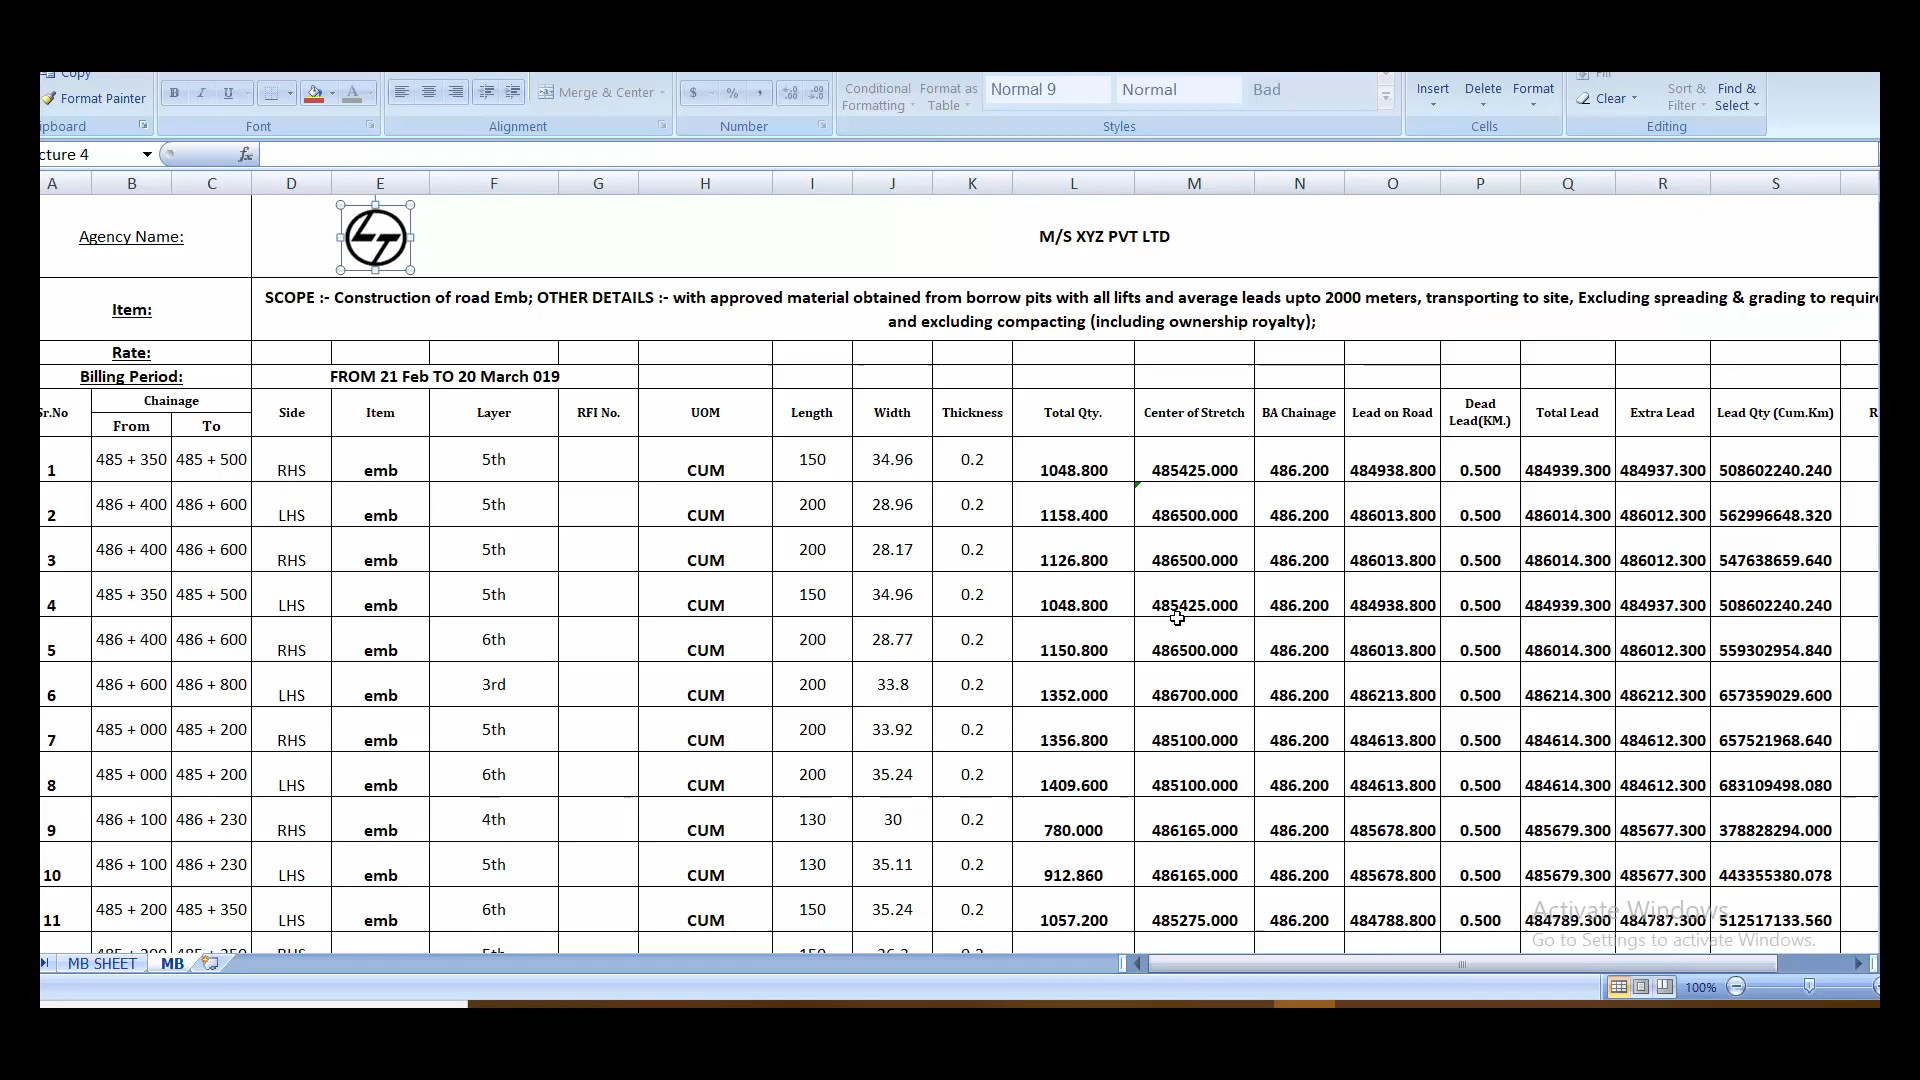 Copy
Format Painter
B I U
Merge & Center
$ % ,
Conditional Formatting
Format as Table
Normal 9 Normal Bad
Insert Delete Format
Fill
Clear
Sort & Filter
Find & Select
ipboard Font Alignment Number Styles Cells Editing
cture 4 fx
A B C D E F G H I J K L M N O P Q R S
Agency Name: LT M/S XYZ PVT LTD
Item: SCOPE :- Construction of road Emb; OTHER DETAILS :- with approved material obtained from borrow pits with all lifts and average leads upto 2000 meters, transporting to site, Excluding spreading & grading to require
and excluding compacting (including ownership royalty);
Rate:
Billing Period: FROM 21 Feb TO 20 March 019
Sr.No Chainage Side Item Layer RFI No. UOM Length Width Thickness Total Qty. Center of Stretch BA Chainage Lead on Road Dead Lead(KM.) Total Lead Extra Lead Lead Qty (Cum.Km) R
From To
1 485 + 350 485 + 500 RHS emb 5th CUM 150 34.96 0.2 1048.800 485425.000 486.200 484938.800 0.500 484939.300 484937.300 508602240.240
2 486 + 400 486 + 600 LHS emb 5th CUM 200 28.96 0.2 1158.400 486500.000 486.200 486013.800 0.500 486014.300 486012.300 562996648.320
3 486 + 400 486 + 600 RHS emb 5th CUM 200 28.17 0.2 1126.800 486500.000 486.200 486013.800 0.500 486014.300 486012.300 547638659.640
4 485 + 350 485 + 500 LHS emb 5th CUM 150 34.96 0.2 1048.800 485425.000 486.200 484938.800 0.500 484939.300 484937.300 508602240.240
5 486 + 400 486 + 600 RHS emb 6th CUM 200 28.77 0.2 1150.800 486500.000 486.200 486013.800 0.500 486014.300 486012.300 559302954.840
6 486 + 600 486 + 800 LHS emb 3rd CUM 200 33.8 0.2 1352.000 486700.000 486.200 486213.800 0.500 486214.300 486212.300 657359029.600
7 485 + 000 485 + 200 RHS emb 5th CUM 200 33.92 0.2 1356.800 485100.000 486.200 484613.800 0.500 484614.300 484612.300 657521968.640
8 485 + 000 485 + 200 LHS emb 6th CUM 200 35.24 0.2 1409.600 485100.000 486.200 484613.800 0.500 484614.300 484612.300 683109498.080
9 486 + 100 486 + 230 RHS emb 4th CUM 130 30 0.2 780.000 486165.000 486.200 485678.800 0.500 485679.300 485677.300 378828294.000
10 486 + 100 486 + 230 LHS emb 5th CUM 130 35.11 0.2 912.860 486165.000 486.200 485678.800 0.500 485679.300 485677.300 443355380.078
11 485 + 200 485 + 350 LHS emb 6th CUM 150 35.24 0.2 1057.200 485275.000 486.200 484788.800 0.500 484789.300 484787.300 512517133.560
Activate Windows
Go to Settings to activate Windows.
MB SHEET MB
100%